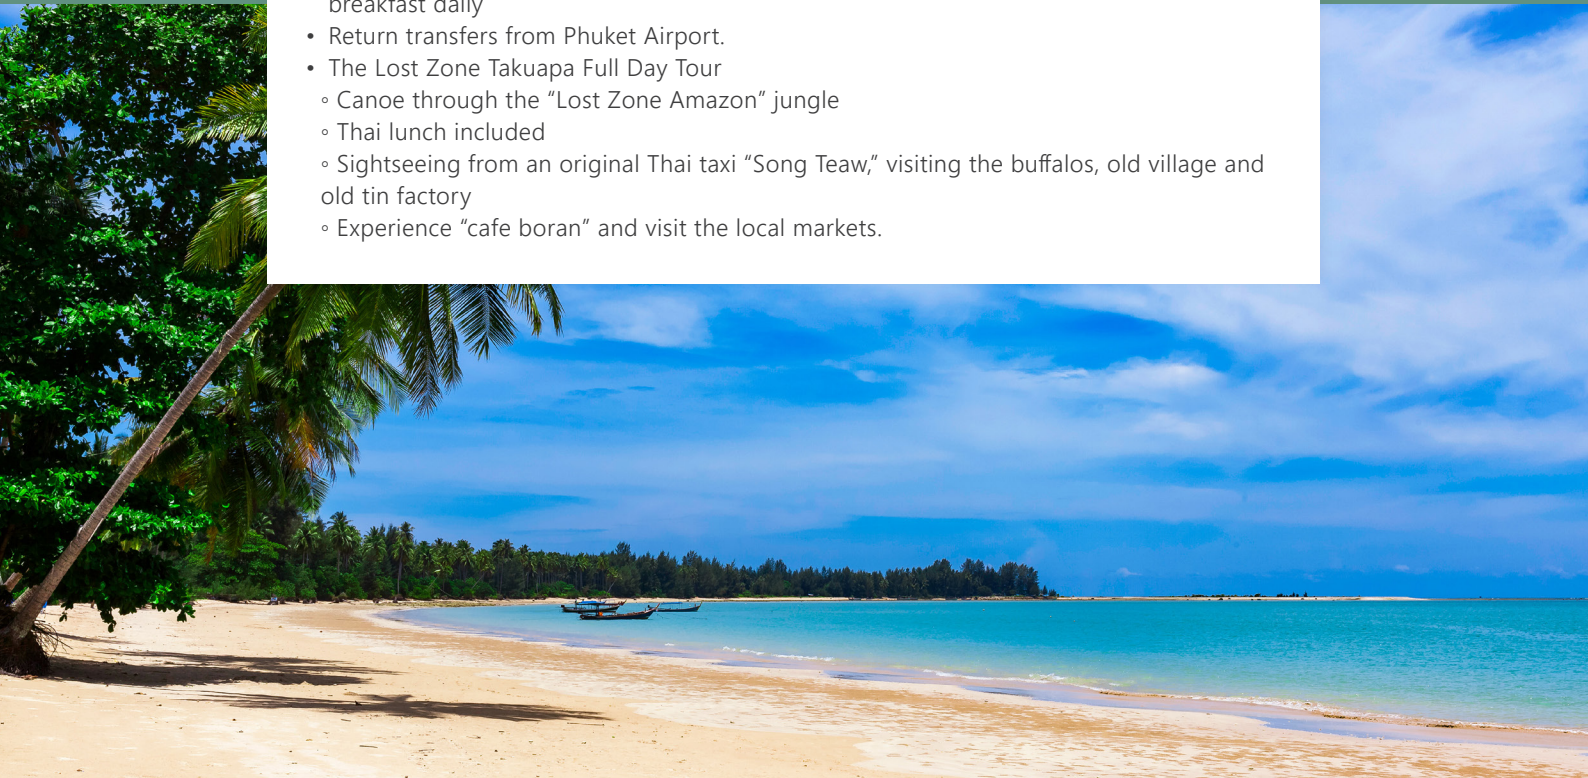 breakfast daily
• Return transfers from Phuket Airport.
• The Lost Zone Takuapa Full Day Tour
◦ Canoe through the “Lost Zone Amazon” jungle
◦ Thai lunch included
◦ Sightseeing from an original Thai taxi “Song Teaw,” visiting the buffalos, old village and
old tin factory
◦ Experience “cafe boran” and visit the local markets.